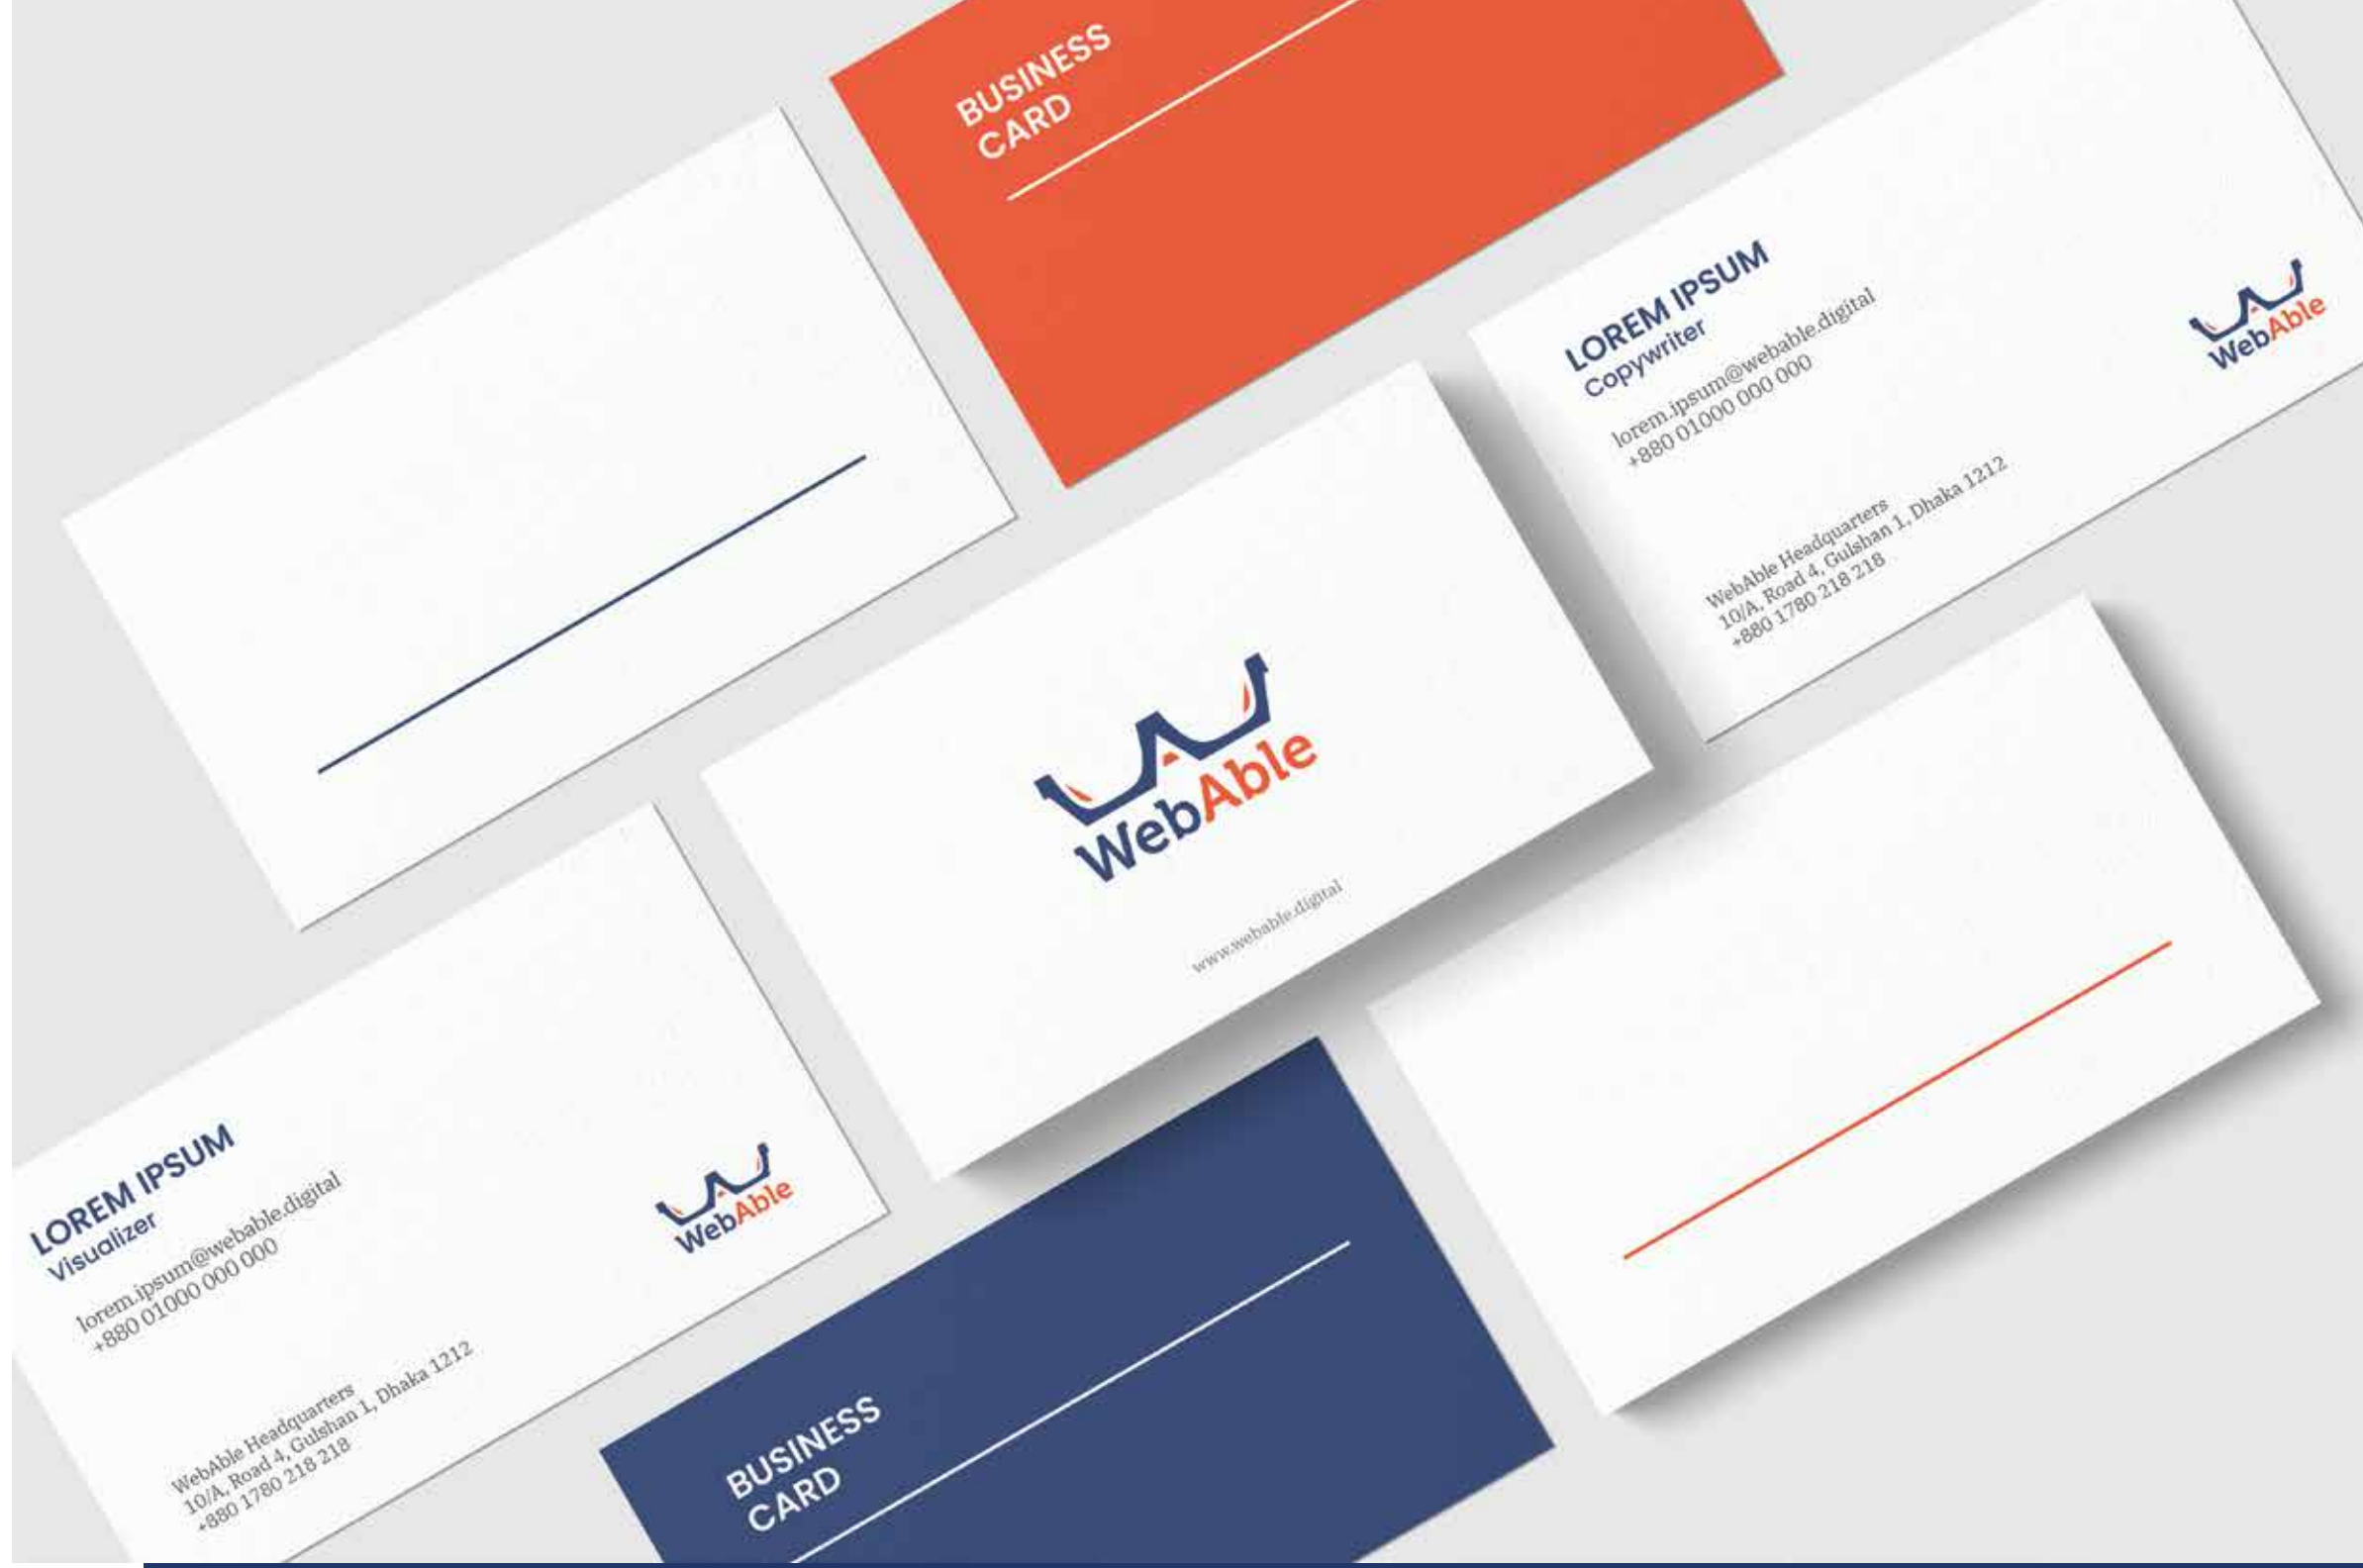 BUSINESS
CARD
LOREM IPSUM
Copywriter
lorem.ipsum@webable.digital
+880 01000 000 000
WebAble
WebAble Headquarters
10/A, Road 4, Gulshan 1, Dhaka 1212
+880 1780 218 218
WebAble
www.webable.digital
LOREM IPSUM
Visualizer
lorem.ipsum@webable.digital
+880 01000 000 000
WebAble
WebAble Headquarters
10/A, Road 4, Gulshan 1, Dhaka 1212
+880 1780 218 218
BUSINESS
CARD